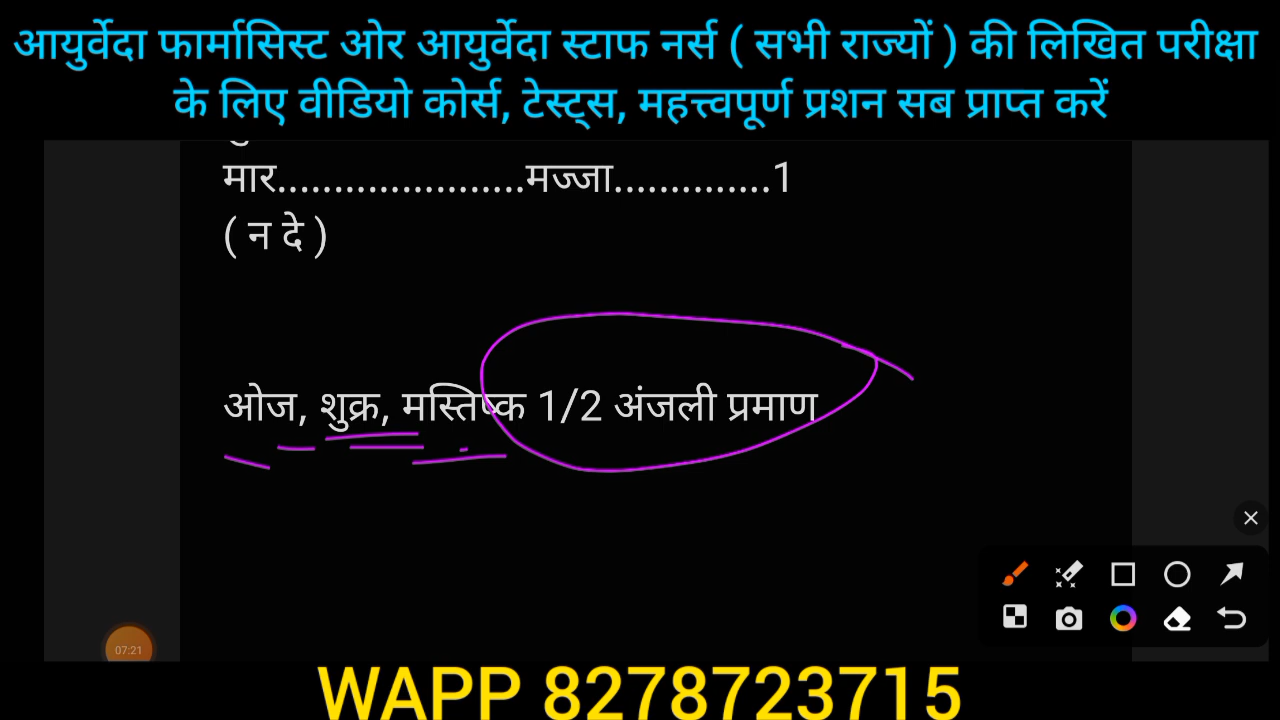 आयुर्वेदा फार्मासिस्ट ओर आयुर्वेदा स्टाफ नर्स ( सभी राज्यों ) की लिखित परीक्षा
के लिए वीडियो कोर्स, टेस्ट्स, महत्त्वपूर्ण प्रशन सब प्राप्त करें
मार......................मज्जा..............1
( न दे )
ओज, शुक्र, मस्तिष्क 1/2 अंजली प्रमाण
07:21
WAPP 8278723715